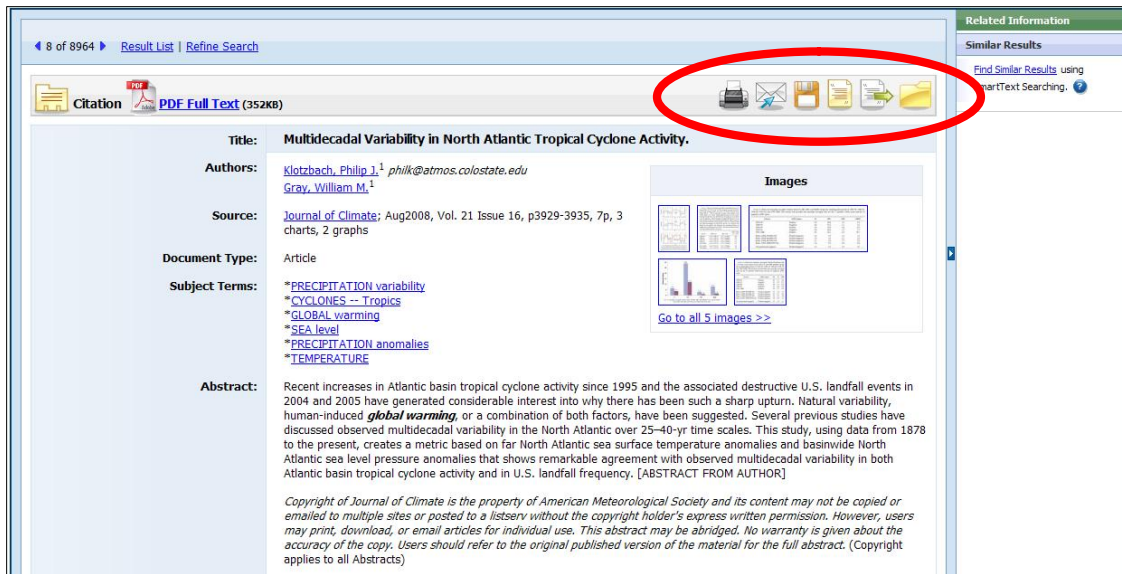 Related Information
8 of 8964 Result List | Refine Search
Similar Results
Find Similar Results using
martText Searching.
Citation PDF PDF Full Text (352KB)
Title: Multidecadal Variability in North Atlantic Tropical Cyclone Activity.
Authors: Klotzbach, Philip J.1 philk@atmos.colostate.edu
Gray, William M.1
Images
Source: Journal of Climate; Aug2008, Vol. 21 Issue 16, p3929-3935, 7p, 3
charts, 2 graphs
Document Type: Article
Subject Terms: *PRECIPITATION variability
*CYCLONES -- Tropics
*GLOBAL warming
*SEA level
*PRECIPITATION anomalies
*TEMPERATURE
Go to all 5 images >>
Abstract: Recent increases in Atlantic basin tropical cyclone activity since 1995 and the associated destructive U.S. landfall events in
2004 and 2005 have generated considerable interest into why there has been such a sharp upturn. Natural variability,
human-induced global warming, or a combination of both factors, have been suggested. Several previous studies have
discussed observed multidecadal variability in the North Atlantic over 25–40-yr time scales. This study, using data from 1878
to the present, creates a metric based on far North Atlantic sea surface temperature anomalies and basinwide North
Atlantic sea level pressure anomalies that shows remarkable agreement with observed multidecadal variability in both
Atlantic basin tropical cyclone activity and in U.S. landfall frequency. [ABSTRACT FROM AUTHOR]
Copyright of Journal of Climate is the property of American Meteorological Society and its content may not be copied or
emailed to multiple sites or posted to a listserv without the copyright holder's express written permission. However, users
may print, download, or email articles for individual use. This abstract may be abridged. No warranty is given about the
accuracy of the copy. Users should refer to the original published version of the material for the full abstract. (Copyright
applies to all Abstracts)